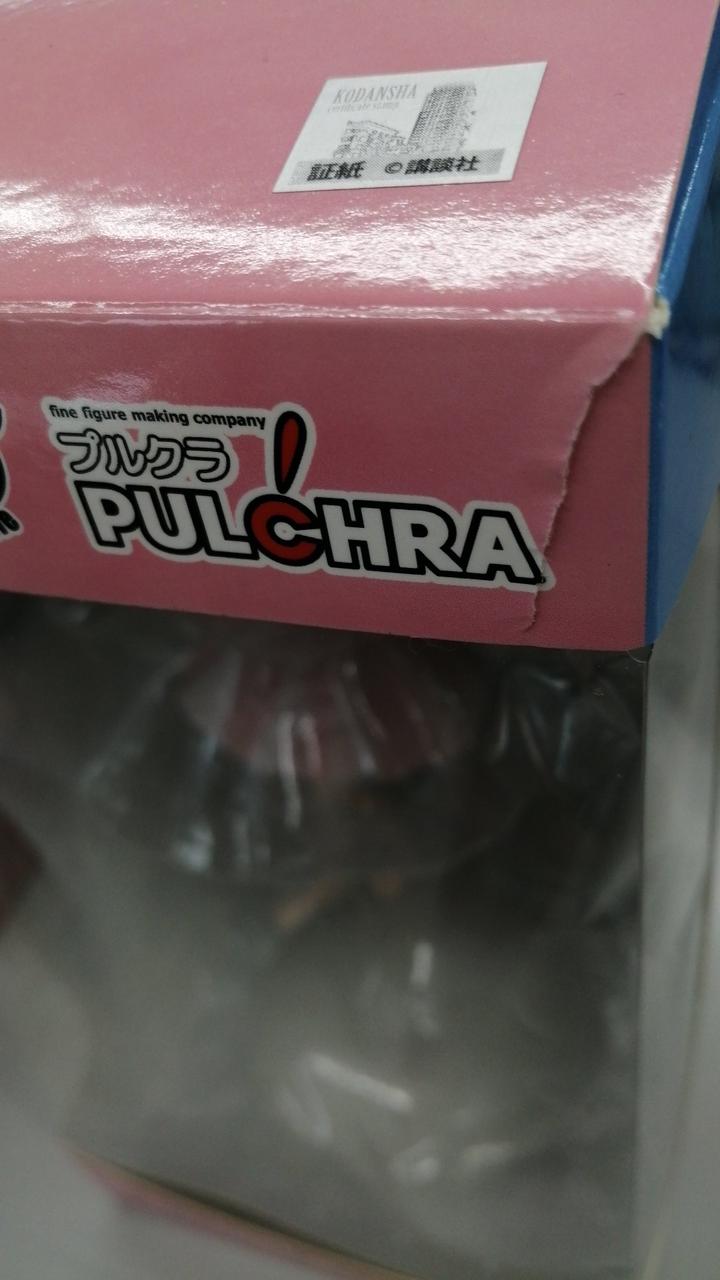 KODANSHA
certificate stamp
証紙 ©講談社
fine figure making company
プルクラ
PULCHRA